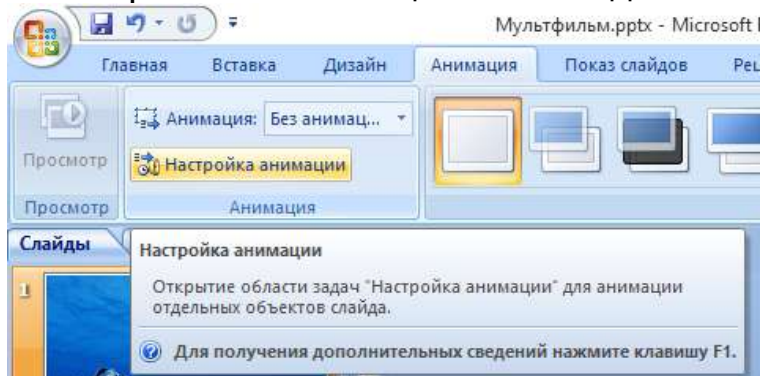 Мультфильм.pptx - Microsoft
Главная Вставка Дизайн Анимация Показ слайдов
Анимация: Без анимац...
Просмотр
Настройка анимации
Просмотр Анимация
Слайды
Настройка анимации
1
Открытие области задач "Настройка анимации" для анимации
отдельных объектов слайда.
Для получения дополнительных сведений нажмите клавишу F1.